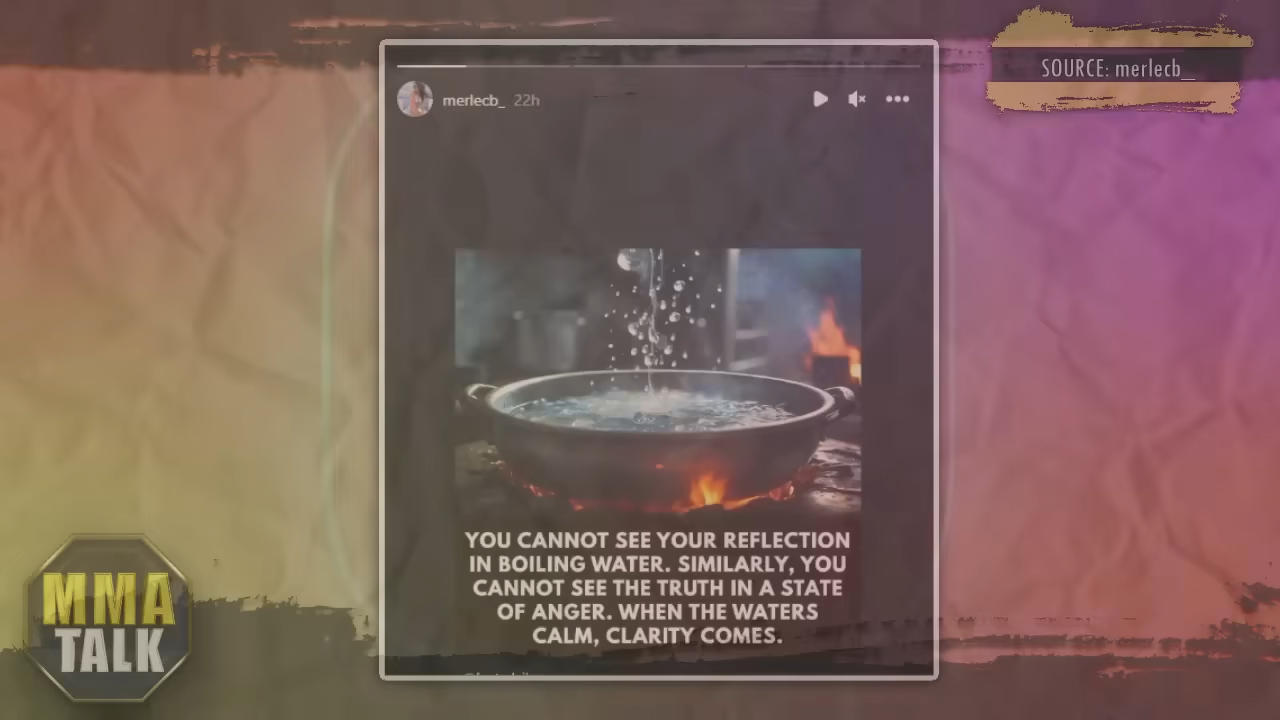 SOURCE: merlecb_
merlecb_ 22h
YOU CANNOT SEE YOUR REFLECTION
IN BOILING WATER. SIMILARLY, YOU
CANNOT SEE THE TRUTH IN A STATE
OF ANGER. WHEN THE WATERS
CALM, CLARITY COMES.
MMA
TALK